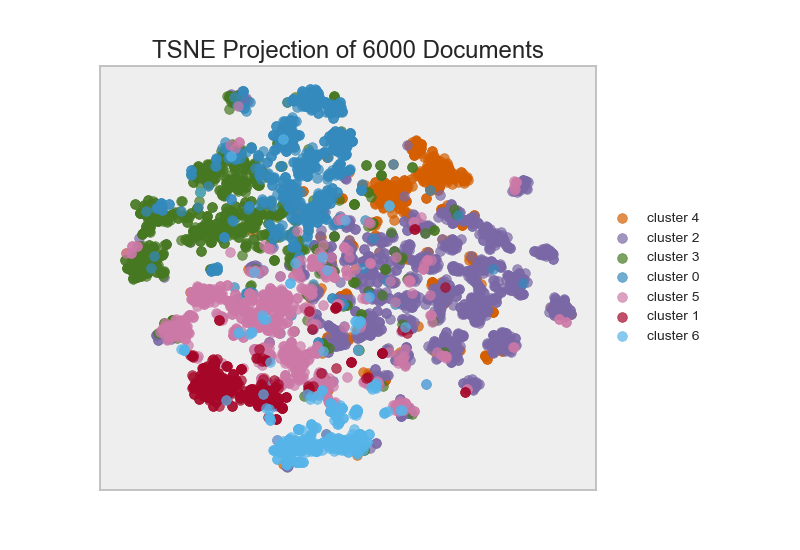 TSNE Projection of 6000 Documents
cluster 4
cluster 2
cluster 3
cluster 0
cluster 5
cluster 1
cluster 6